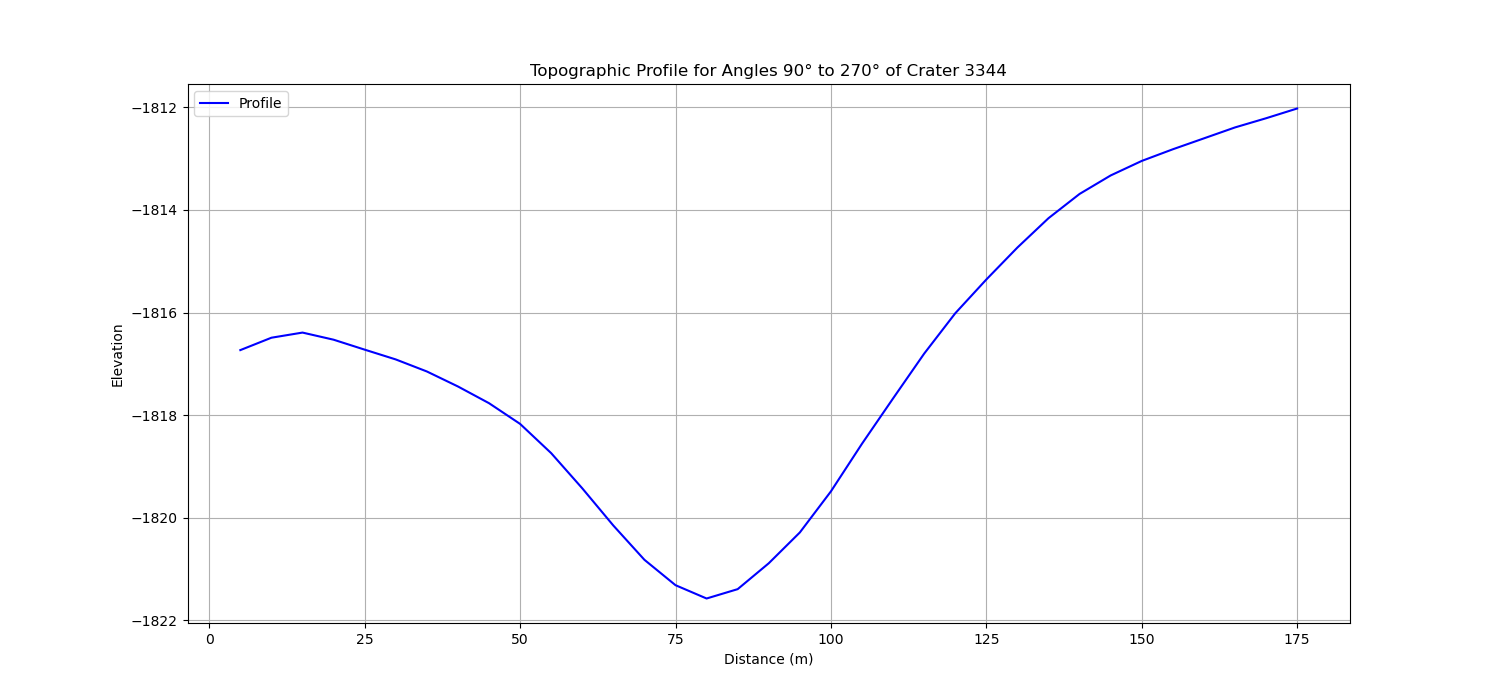 Topographic Profile for Angles 90° to 270° of Crater 3344
Profile
−1812
−1814
−1816
−1818
−1820
−1822
Elevation
0 25 50 75 100 125 150 175
Distance (m)